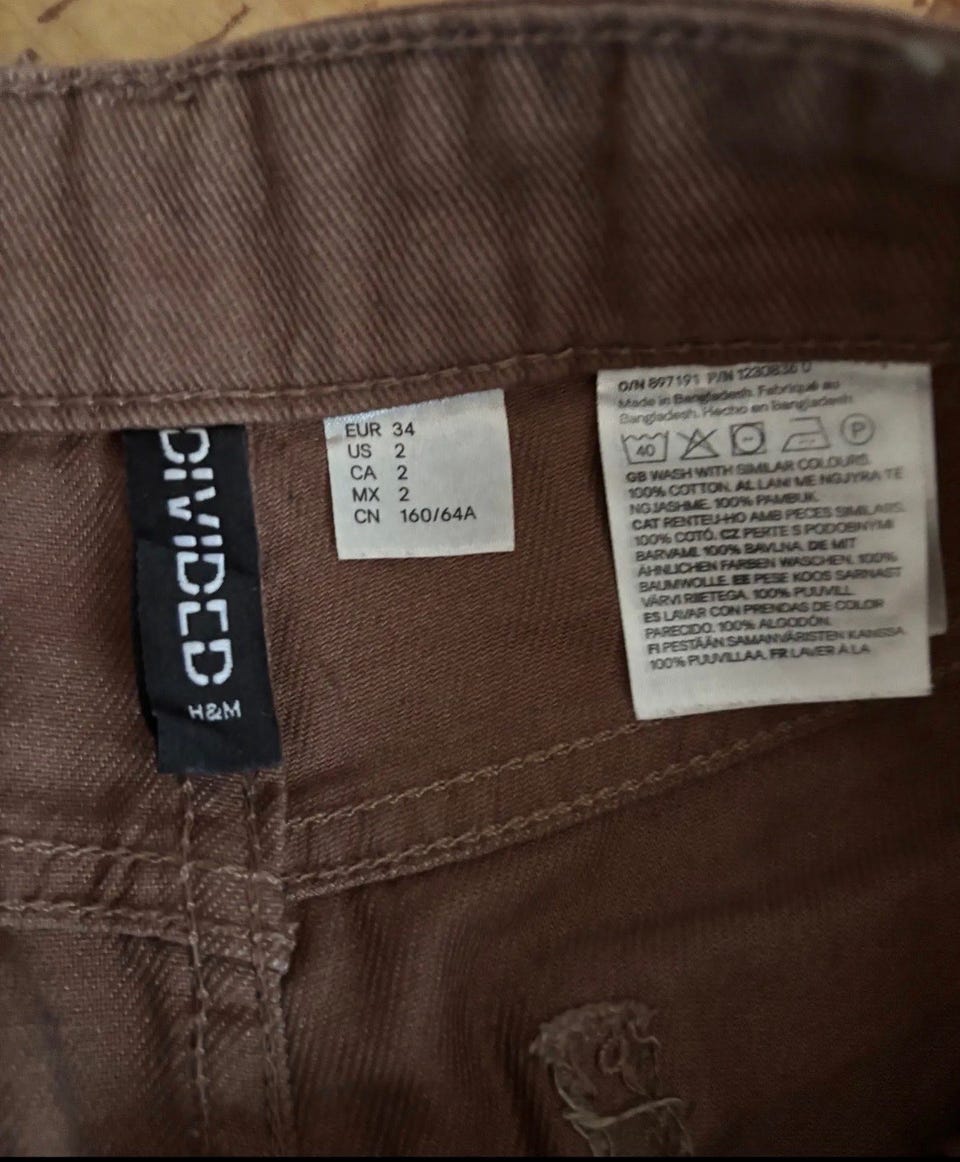 DIVIDED
H&M
EUR 34
US 2
CA 2
MX 2
CN 160/64A
O/N 897191 P/N 1230836
Made in Bangladesh. Fabriqué au
Bangladesh. Hecho en Bangladesh
40
P
GB WASH WITH SIMILAR COLOURS.
100% COTTON. AL LANI ME NGJYRA TË
NGJASHME. 100% PAMBUK.
CAT RENTEU-HO AMB PECES SIMILARS.
100% COTÓ. CZ PERTE S PODOBNÝMI
BARVAMI. 100% BAVLNA. DE MIT
ÄHNLICHEN FARBEN WASCHEN. 100%
BAUMWOLLE. EE PESE KOOS SARNAST
VÄRVI RIIETEGA. 100% PUUVILL.
ES LAVAR CON PRENDAS DE COLOR
PARECIDO. 100% ALGODÓN.
FI PESTÄÄN SAMANVÄRISTEN KANSSA
100% PUUVILLAA. FR LAVER À LA